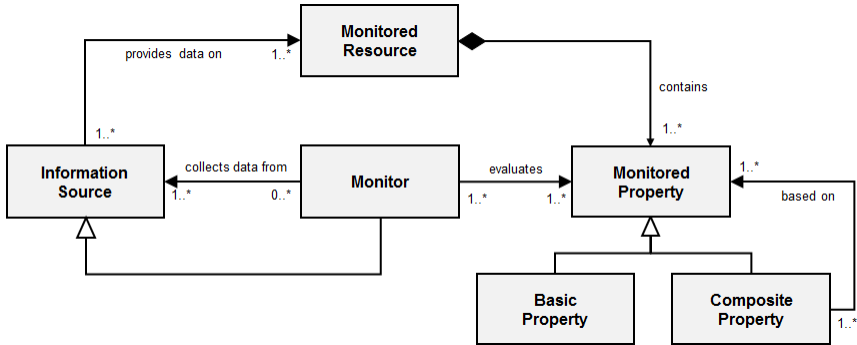 Monitored
Resource
provides data on
1..*
contains
1..*
1..*
Information
Source
collects data from
1..*
0..*
Monitor
evaluates
1..*
1..*
Monitored
Property
1..*
based on
Basic
Property
Composite
Property
1..*